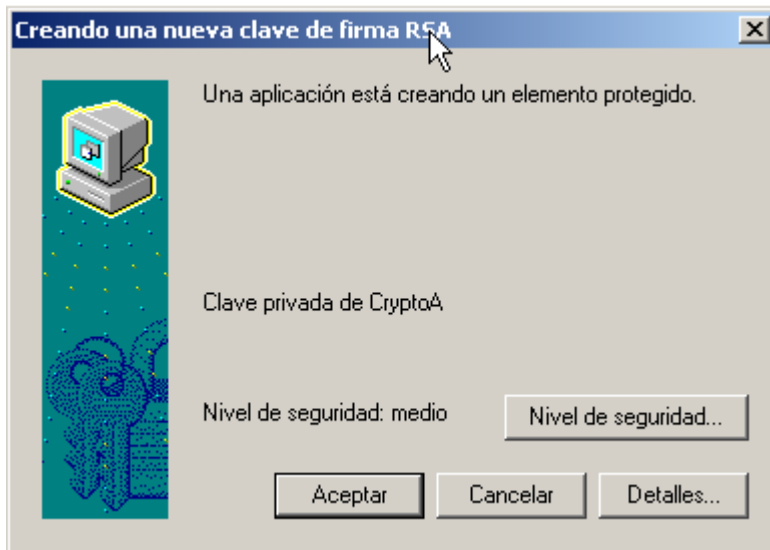 Creando una nueva clave de firma RSA
Una aplicación está creando un elemento protegido.
Clave privada de CryptoA
Nivel de seguridad: medio
Nivel de seguridad...
Aceptar
Cancelar
Detalles...